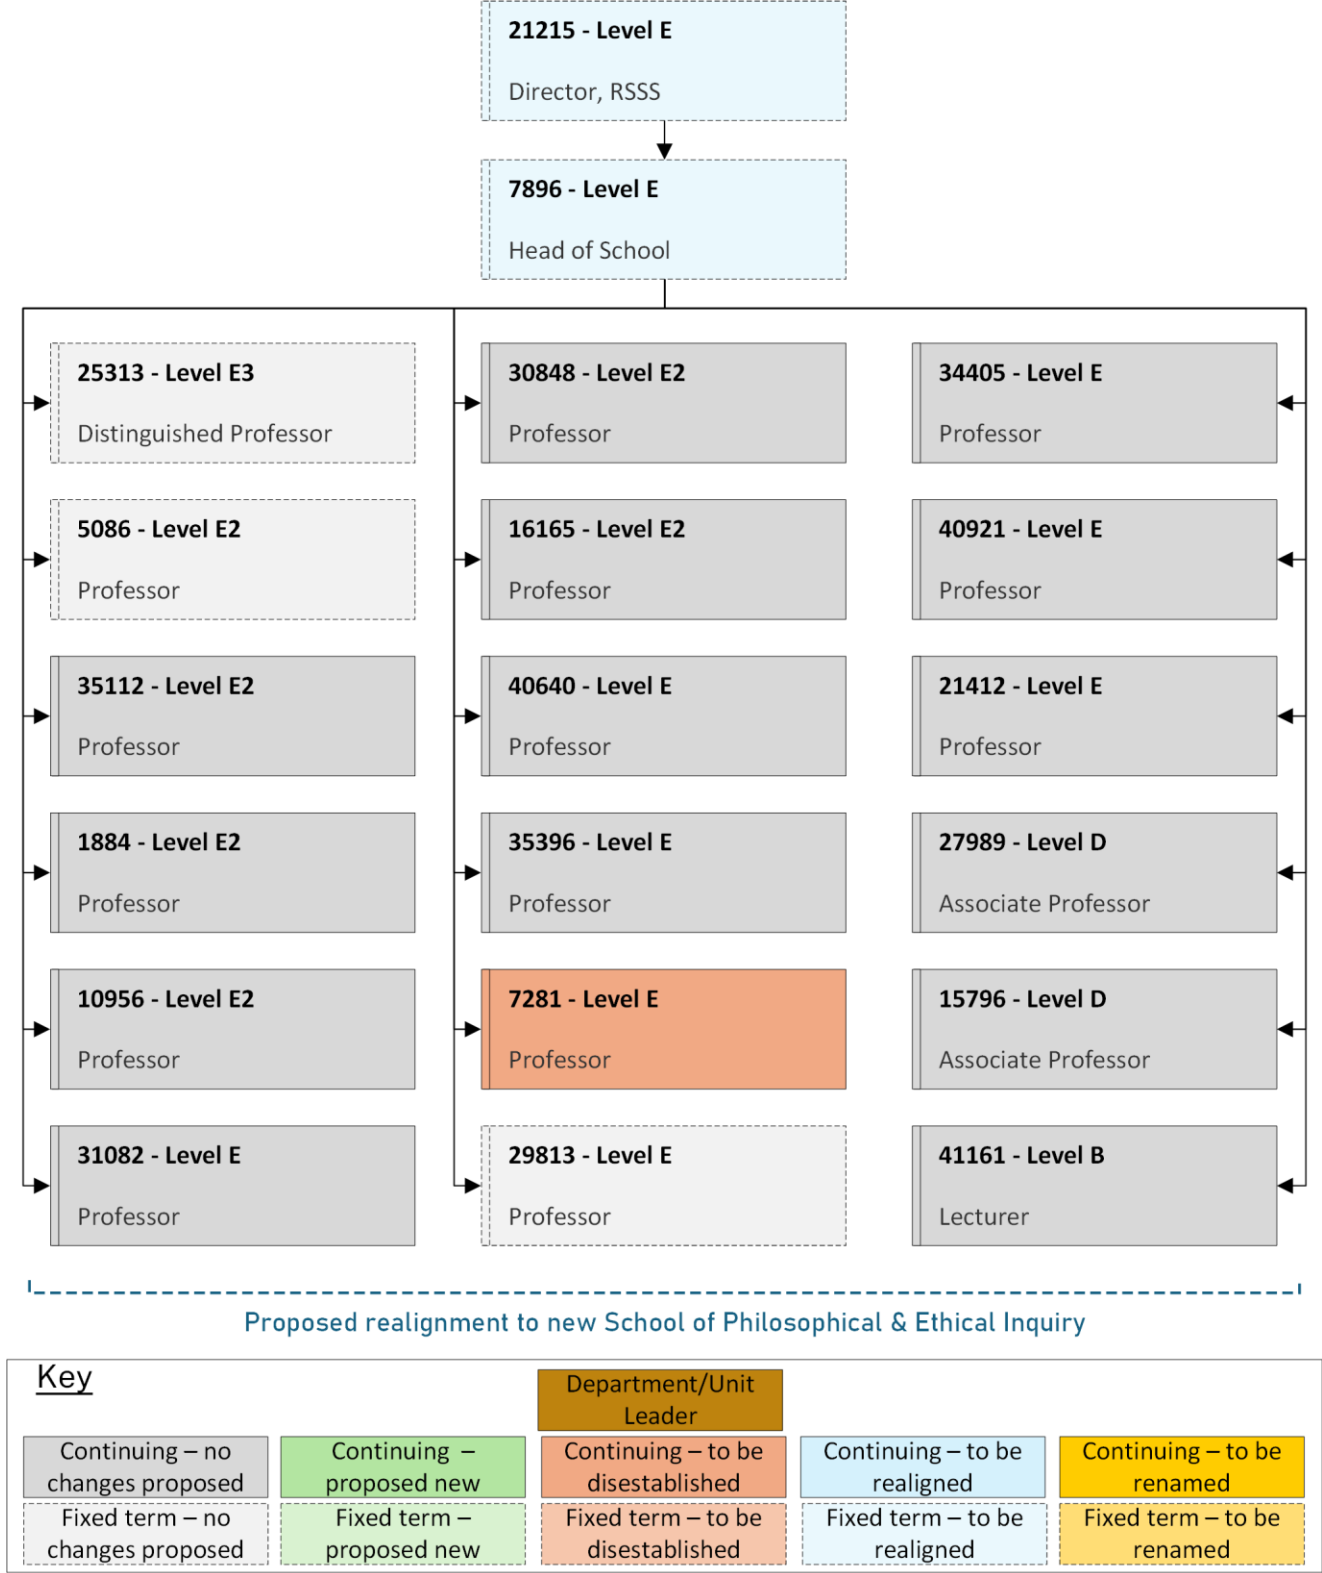 21215 - Level E
Director, RSSS
7896 - Level E
Head of School
25313 - Level E3
Distinguished Professor
30848 - Level E2
Professor
34405 - Level E
Professor
5086 - Level E2
Professor
16165 - Level E2
Professor
40921 - Level E
Professor
35112 - Level E2
Professor
40640 - Level E
Professor
21412 - Level E
Professor
1884 - Level E2
Professor
35396 - Level E
Professor
27989 - Level D
Associate Professor
10956 - Level E2
Professor
7281 - Level E
Professor
15796 - Level D
Associate Professor
31082 - Level E
Professor
29813 - Level E
Professor
41161 - Level B
Lecturer
Proposed realignment to new School of Philosophical & Ethical Inquiry
Key
Department/Unit
Leader
Continuing – no
changes proposed
Continuing –
proposed new
Continuing – to be
disestablished
Continuing – to be
realigned
Continuing – to be
renamed
Fixed term – no
changes proposed
Fixed term –
proposed new
Fixed term – to be
disestablished
Fixed term – to be
realigned
Fixed term – to be
renamed